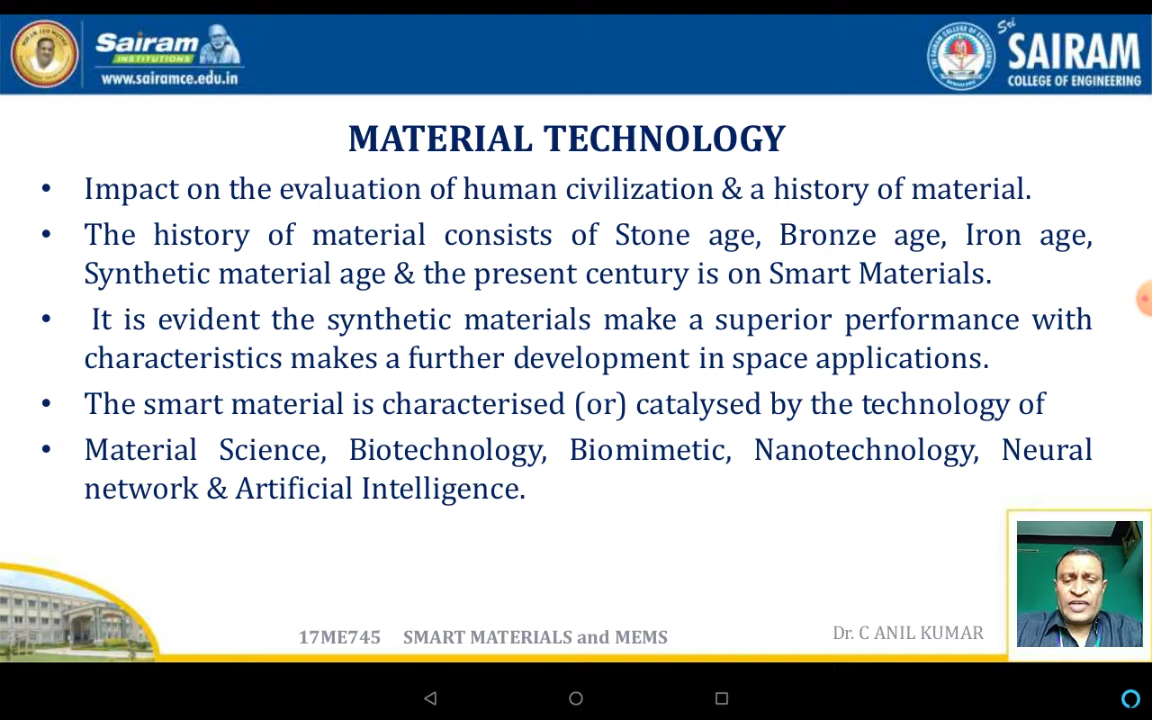 Sairam
INSTITUTIONS
www.sairamce.edu.in
Sri
SAIRAM
COLLEGE OF ENGINEERING
MATERIAL TECHNOLOGY
• Impact on the evaluation of human civilization & a history of material.
• The history of material consists of Stone age, Bronze age, Iron age,
Synthetic material age & the present century is on Smart Materials.
• It is evident the synthetic materials make a superior performance with
characteristics makes a further development in space applications.
• The smart material is characterised (or) catalysed by the technology of
• Material Science, Biotechnology, Biomimetic, Nanotechnology, Neural
network & Artificial Intelligence.
17ME745 SMART MATERIALS and MEMS
Dr. C ANIL KUMAR